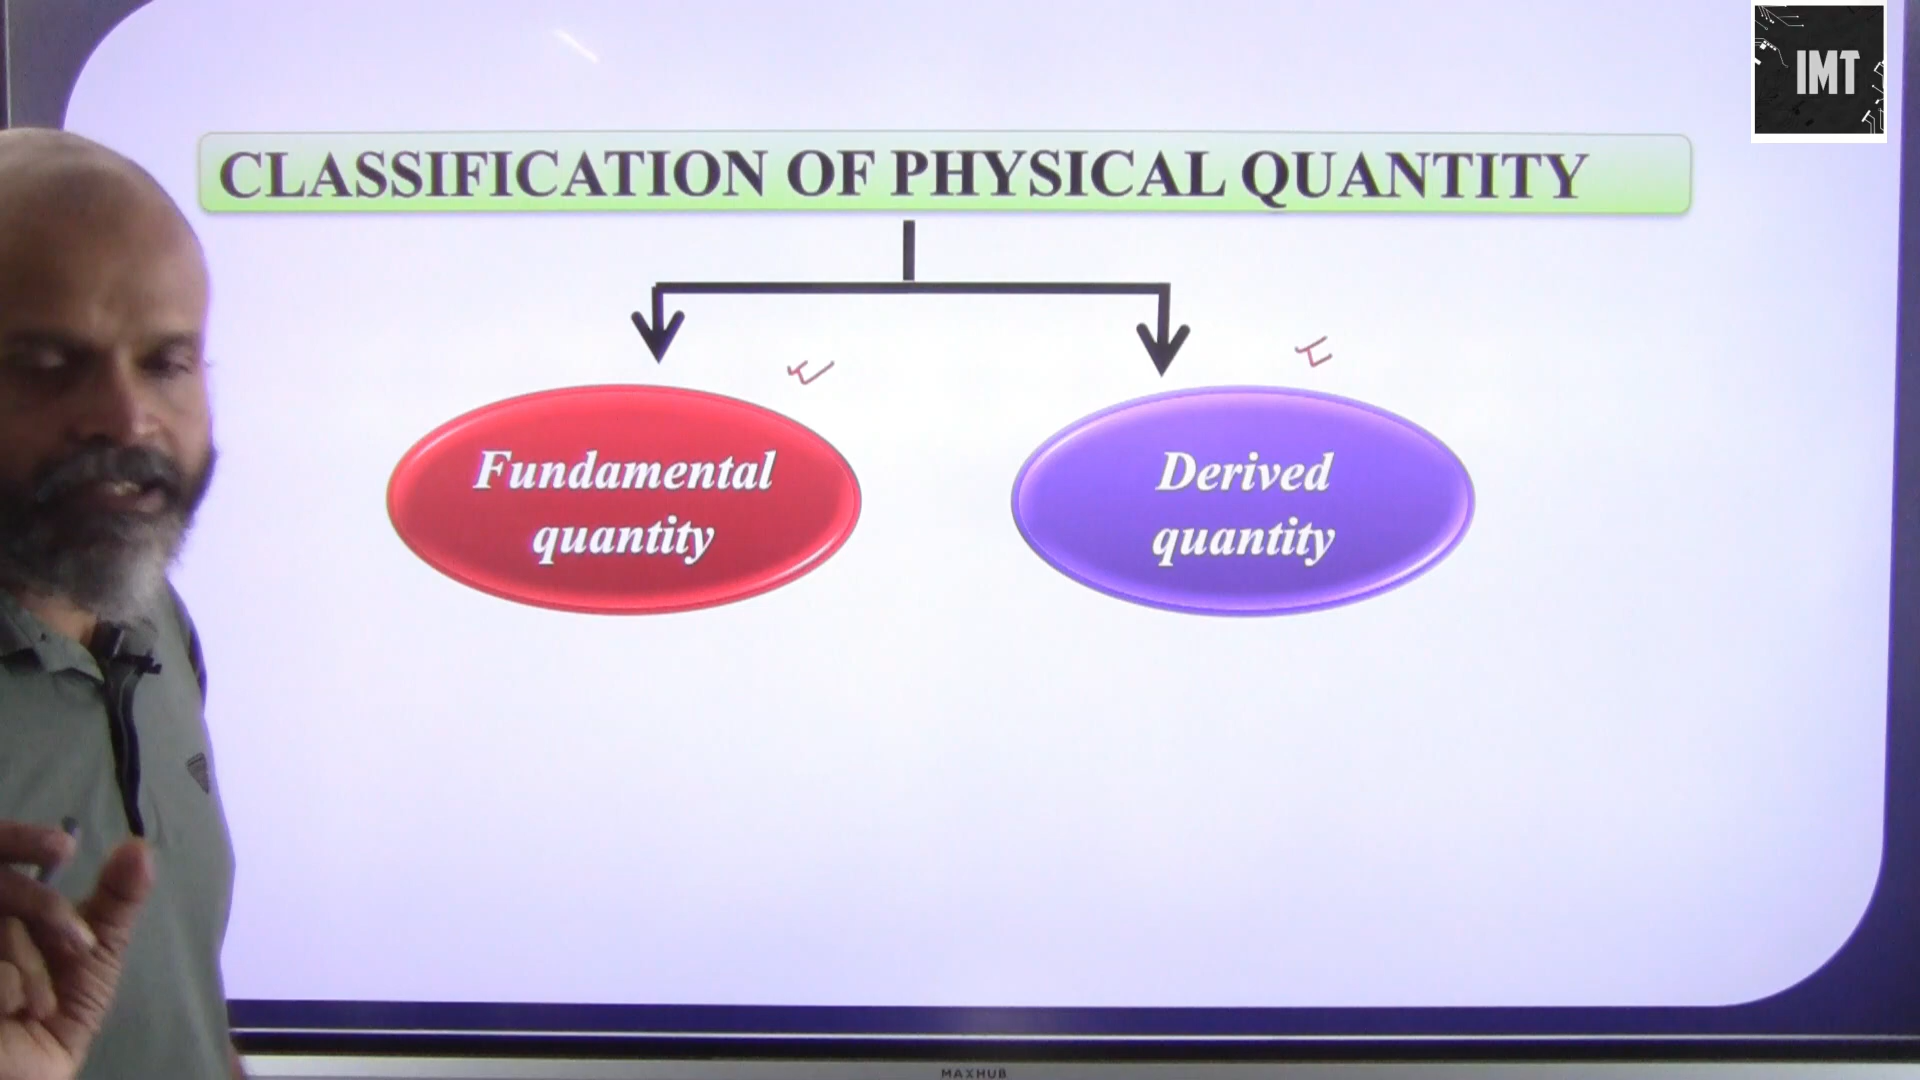 IMT
CLASSIFICATION OF PHYSICAL QUANTITY
Fundamental
quantity
Derived
quantity
MAXHUB